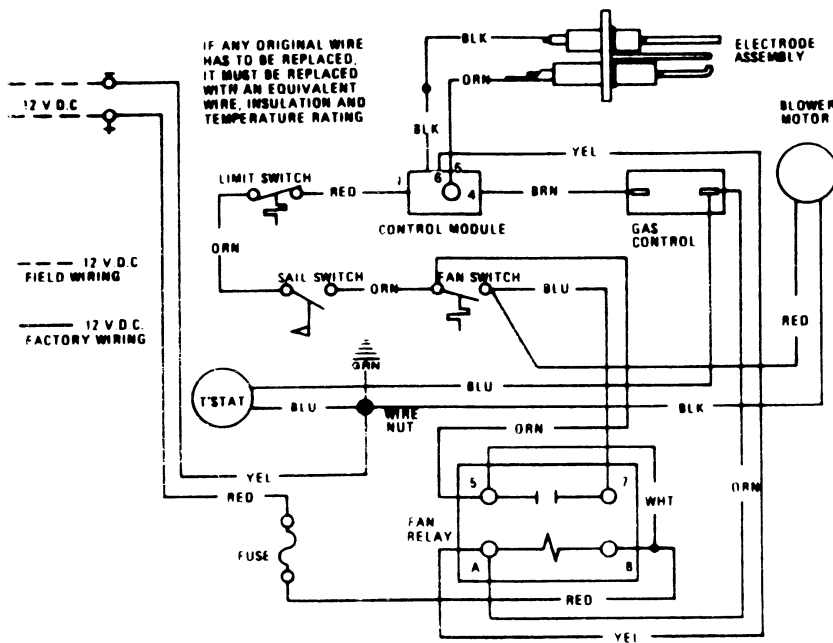 IF ANY ORIGINAL WIRE
HAS TO BE REPLACED,
IT MUST BE REPLACED
WITH AN EQUIVALENT
WIRE, INSULATION AND
TEMPERATURE RATING
BLK
ORN
ELECTRODE
ASSEMBLY
12 V D.C
BLOWER
MOTOR
BLK
YEL
LIMIT SWITCH
RED
7
6
5
4
BRN
CONTROL MODULE
GAS
CONTROL
ORN
12 V.D.C
FIELD WIRING
SAIL SWITCH
ORN
FAN SWITCH
BLU
RED
12 V D.C.
FACTORY WIRING
GRN
BLU
T'STAT
BLU
WIRE
NUT
BLK
ORN
YEL
RED
5
7
WHT
ORN
FAN
RELAY
FUSE
A
B
RED
YEL